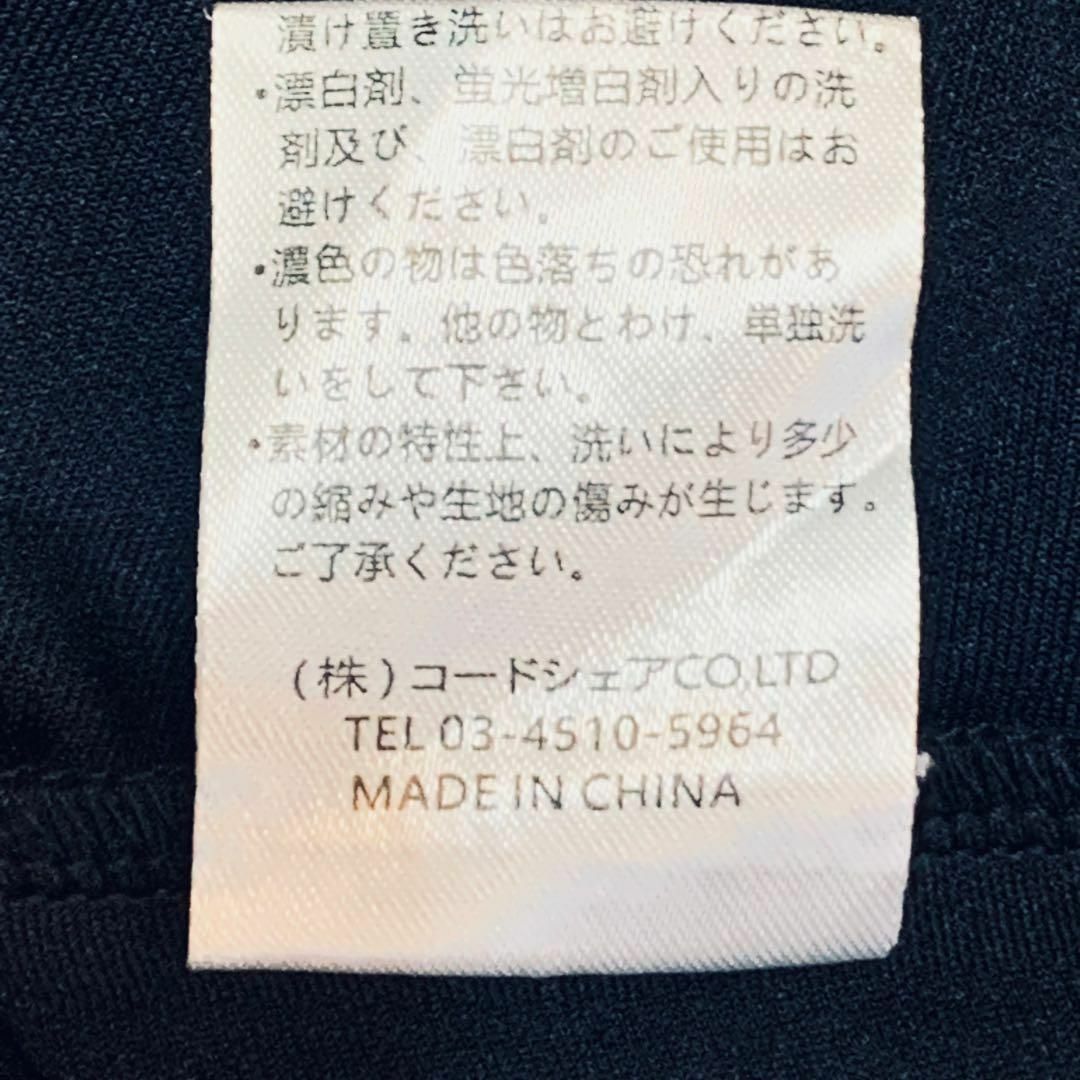 漬け置き洗いはお避けください。
・漂白剤、蛍光増白剤入りの洗
剤及び、漂白剤のご使用はお
避けください。
・濃色の物は色落ちの恐れがあ
ります。他の物とわけ、単独洗
いをして下さい。
・素材の特性上、洗いにより多少
の縮みや生地の傷みが生じます。
ご了承ください。
(株)コードシェアCO.LTD
TEL 03-4510-5964
MADE IN CHINA